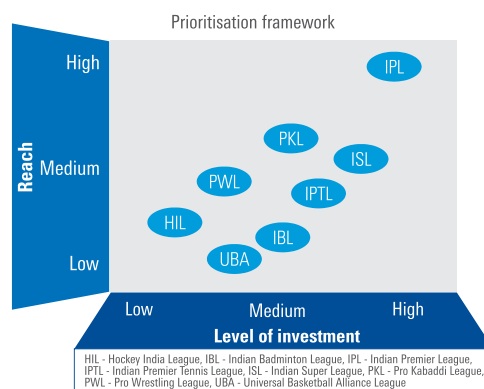 Prioritisation framework
High
IPL
PKL
ISL
Medium
PWL
IPTL
HIL
IBL
UBA
Low
Reach
Low Medium High
Level of investment
HIL - Hockey India League, IBL - Indian Badminton League, IPL - Indian Premier League,
IPTL - Indian Premier Tennis League, ISL - Indian Super League, PKL - Pro Kabaddi League,
PWL - Pro Wrestling League, UBA - Universal Basketball Alliance League